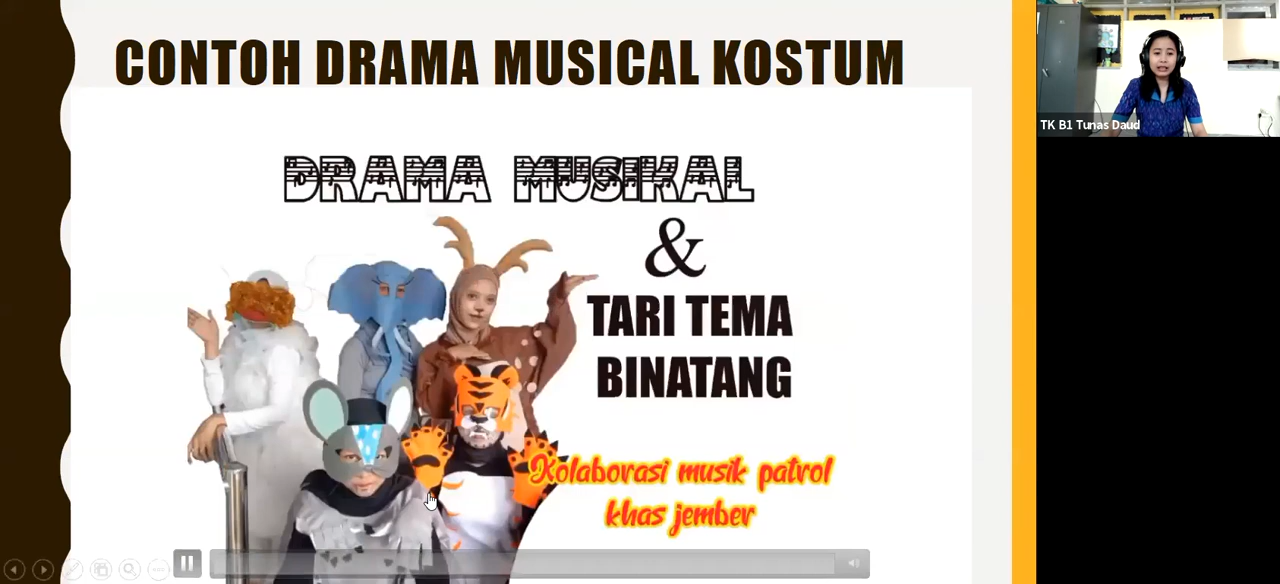 CONTOH DRAMA MUSICAL KOSTUM
DRAMA MUSIKAL
&
TARI TEMA
BINATANG
Kolaborasi musik patrol
khas jember
TK B1 Tunas Daud